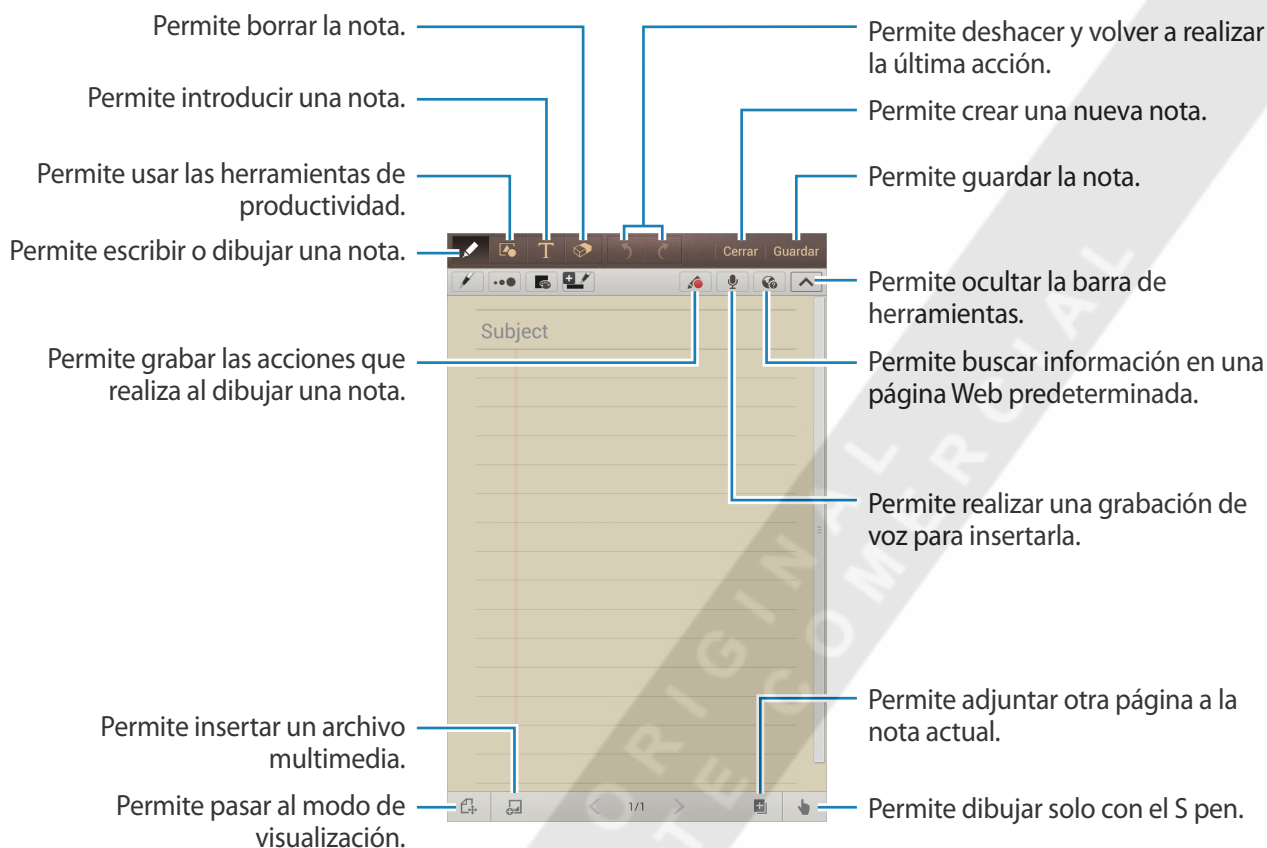 Permite borrar la nota.
Permite introducir una nota.
Permite usar las herramientas de
productividad.
Permite escribir o dibujar una nota.
Permite grabar las acciones que
realiza al dibujar una nota.
Permite insertar un archivo
multimedia.
Permite pasar al modo de
visualización.
T
Cerrar
Guardar
Subject
1/1
Permite deshacer y volver a realizar
la última acción.
Permite crear una nueva nota.
Permite guardar la nota.
Permite ocultar la barra de
herramientas.
Permite buscar información en una
página Web predeterminada.
Permite realizar una grabación de
voz para insertarla.
Permite adjuntar otra página a la
nota actual.
Permite dibujar solo con el S pen.